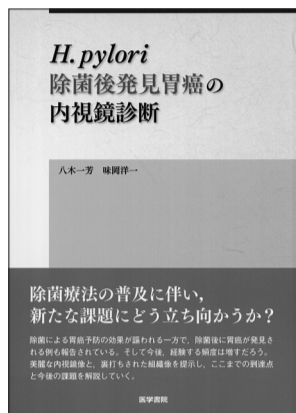 H. pylori
除菌後発見胃癌の
内視鏡診断
八木一芳　味岡洋一
除菌療法の普及に伴い，
新たな課題にどう立ち向かうか？
除菌による胃癌予防の効果が謳われる一方で，除菌後に癌が発見さ
れる例も報告されている。そして今後，経験する頻度は増すだろう。
美麗な内視鏡像と，裏打ちされた組織像を提示し，ここまでの到達点
と今後の課題を解説していく。
医学書院